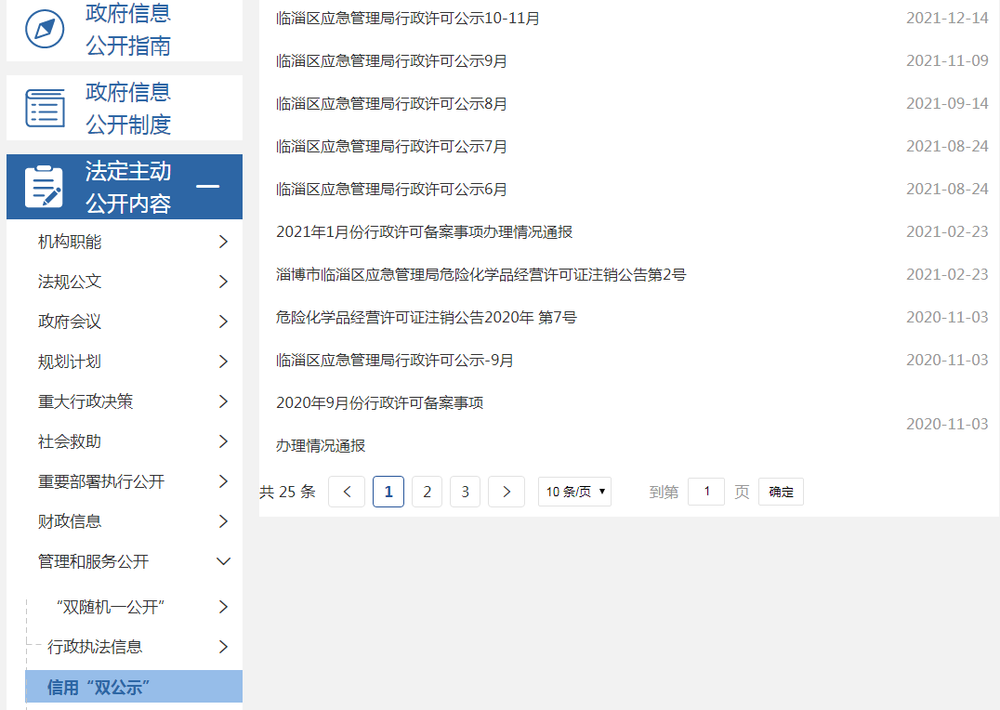 政府信息
公开指南
政府信息
公开制度
法定主动
公开内容
机构职能
法规公文
政府会议
规划计划
重大行政决策
社会救助
重要部署执行公开
财政信息
管理和服务公开
“双随机一公开”
行政执法信息
信用“双公示”
临淄区应急管理局行政许可公示10-11月 2021-12-14
临淄区应急管理局行政许可公示9月 2021-11-09
临淄区应急管理局行政许可公示8月 2021-09-14
临淄区应急管理局行政许可公示7月 2021-08-24
临淄区应急管理局行政许可公示6月 2021-08-24
2021年1月份行政许可备案事项办理情况通报 2021-02-23
淄博市临淄区应急管理局危险化学品经营许可证注销公告第2号 2021-02-23
危险化学品经营许可证注销公告2020年 第7号 2020-11-03
临淄区应急管理局行政许可公示-9月 2020-11-03
2020年9月份行政许可备案事项
办理情况通报 2020-11-03
共 25 条 < 1 2 3 > 10 条/页 到第 1 页 确定